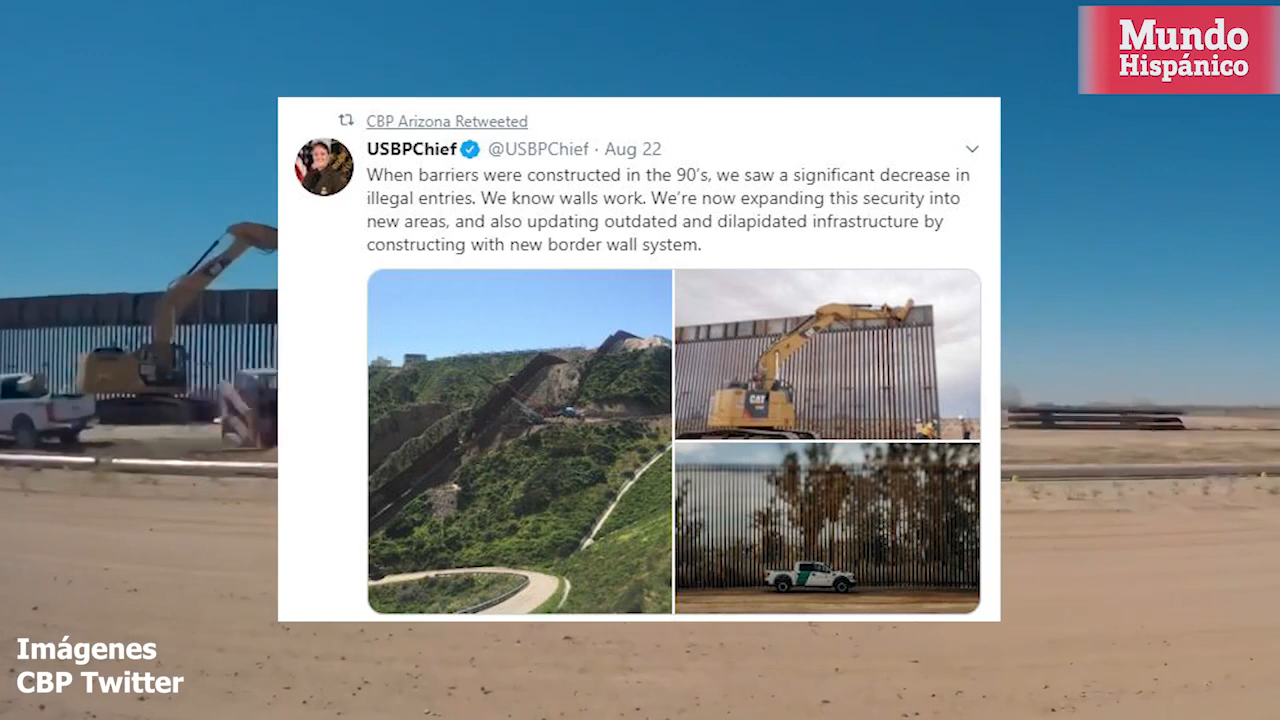 Mundo
Hispánico
CBP Arizona Retweeted
USBPChief @USBPChief · Aug 22
When barriers were constructed in the 90's, we saw a significant decrease in
illegal entries. We know walls work. We're now expanding this security into
new areas, and also updating outdated and dilapidated infrastructure by
constructing with new border wall system.
CAT
Imágenes
CBP Twitter